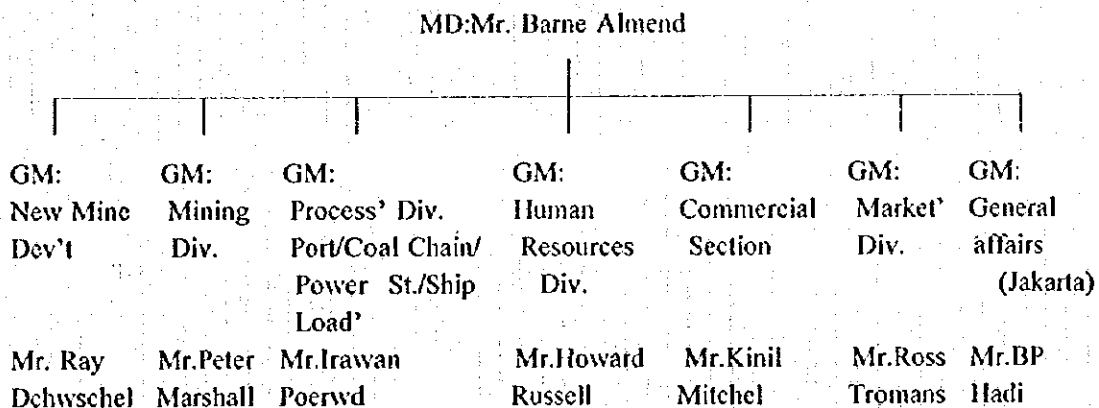 MD:Mr. Barne Almend
GM: GM: GM: GM: GM: GM: GM:
New Mine Mining Process' Div. Human Commercial Market' General
Dev't Div. Port/Coal Chain/ Resources Section Div. affairs
Power St./Ship Div. (Jakarta)
Load'
Mr. Ray Mr.Peter Mr.Irawan Mr.Howard Mr.Kinil Mr.Ross Mr.BP
Dehwschel Marshall Poerwd Russell Mitchel Tromans Hadi